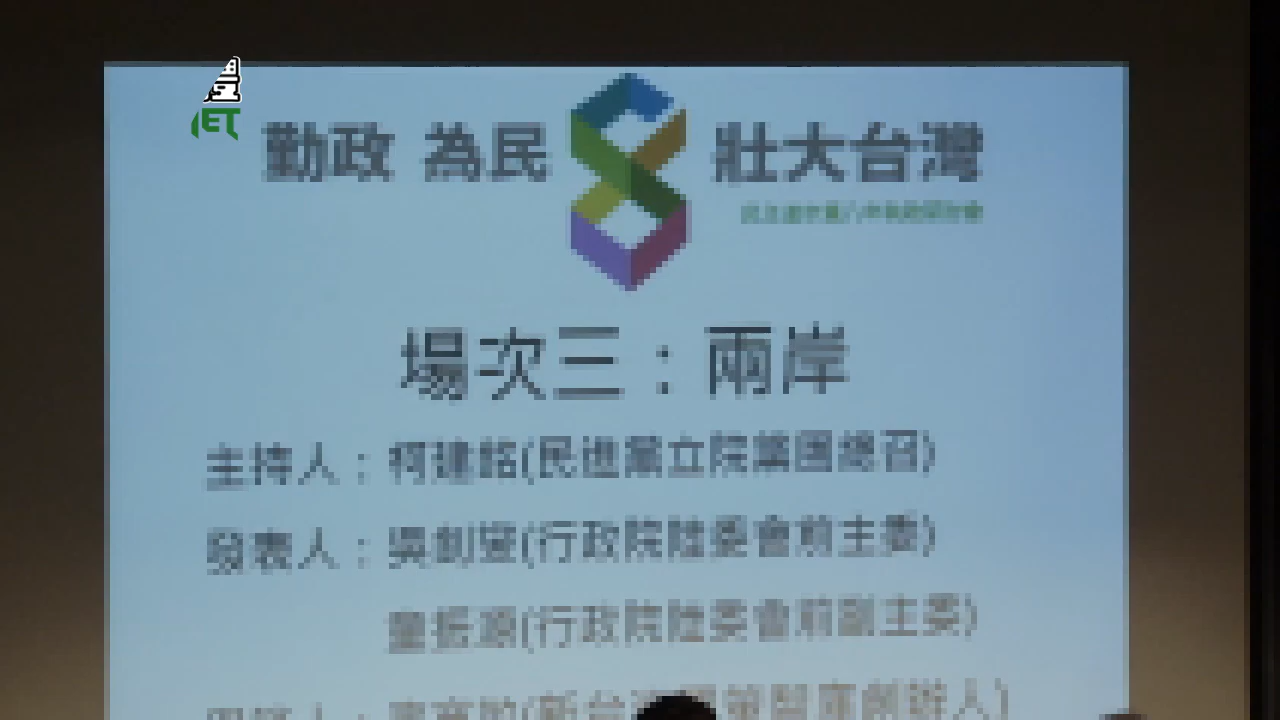 勤政 為民 壯大台灣
場次三：兩岸
主持人：柯建銘(民進黨立院黨團總召)
發表人：吳釗燮(行政院陸委會前主委)
童振源(行政院陸委會前副主委)